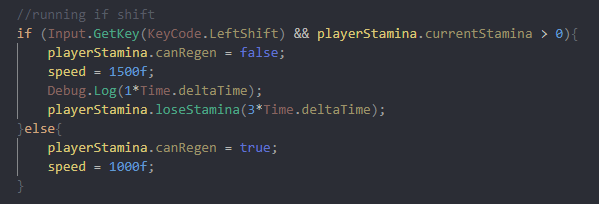 //running if shift
if (Input.GetKey(KeyCode.LeftShift) && playerStamina.currentStamina > 0){
playerStamina.canRegen = false;
speed = 1500f;
Debug.Log(1*Time.deltaTime);
playerStamina.loseStamina(3*Time.deltaTime);
}else{
playerStamina.canRegen = true;
speed = 1000f;
}